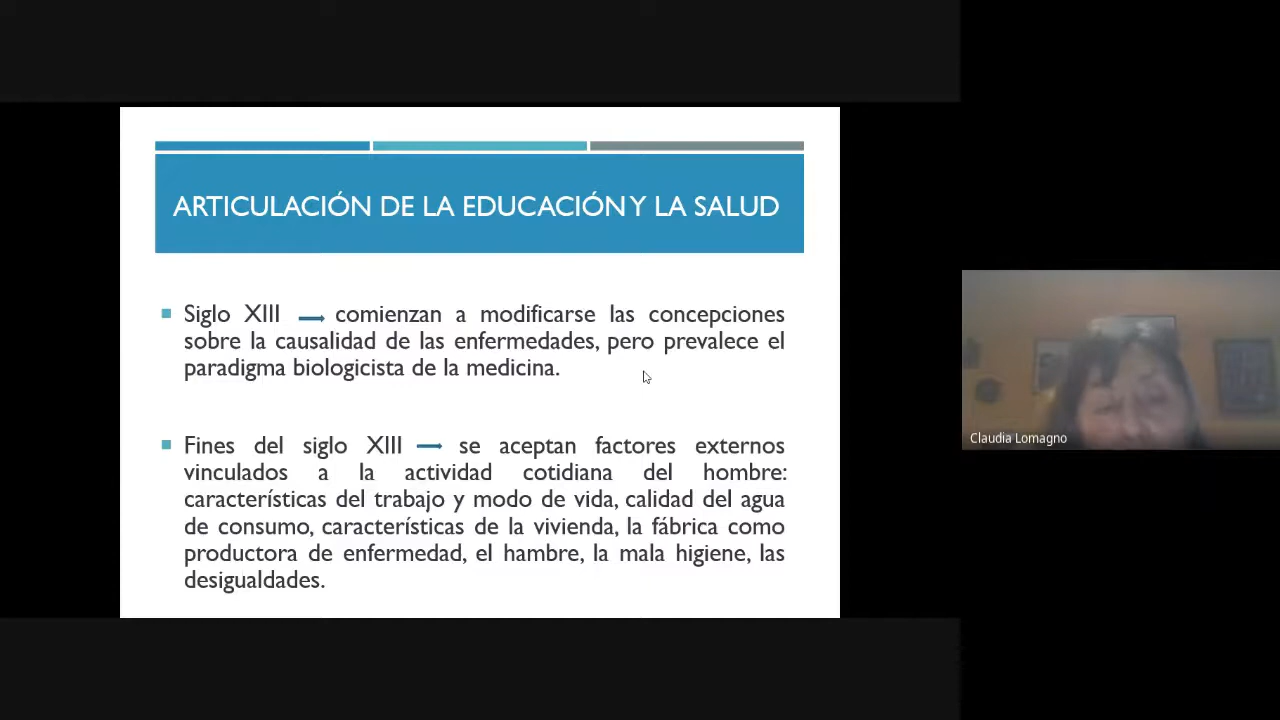 ARTICULACIÓN DE LA EDUCACIÓN Y LA SALUD
Siglo XIII → comienzan a modificarse las concepciones
sobre la causalidad de las enfermedades, pero prevalece el
paradigma biologicista de la medicina.
Fines del siglo XIII → se aceptan factores externos
vinculados a la actividad cotidiana del hombre:
características del trabajo y modo de vida, calidad del agua
de consumo, características de la vivienda, la fábrica como
productora de enfermedad, el hambre, la mala higiene, las
desigualdades.
Claudia Lomagno